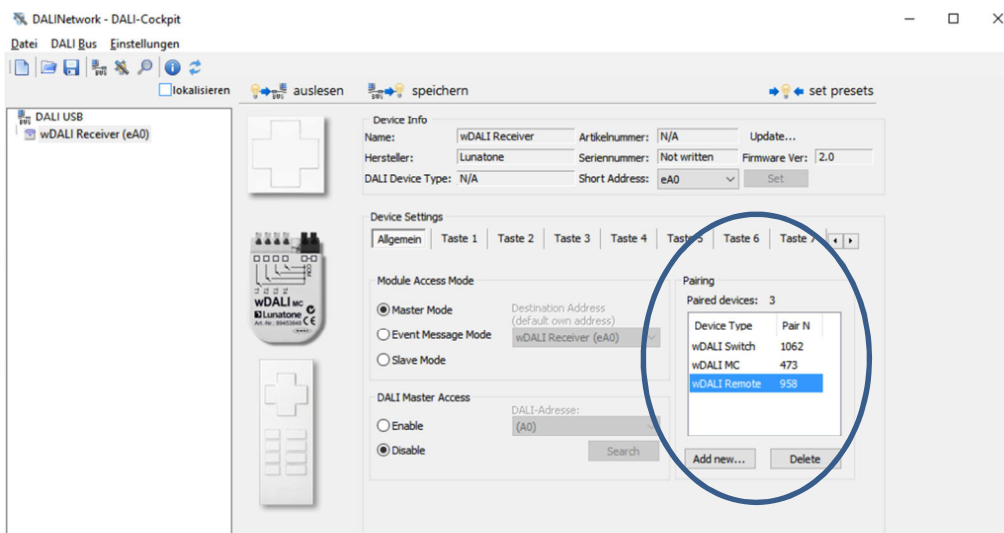 DALINetwork - DALI-Cockpit
Datei DALI Bus Einstellungen
lokalisieren auslesen speichern set presets
DALI USB
wDALI Receiver (eA0)
Device Info
Name: wDALI Receiver Artikelnummer: N/A Update...
Hersteller: Lunatone Seriennummer: Not written Firmware Ver: 2.0
DALI Device Type: N/A Short Address: eA0 Set
Device Settings
Allgemein Taste 1 Taste 2 Taste 3 Taste 4 Taste 5 Taste 6 Taste 7
Module Access Mode
Master Mode
Event Message Mode
Slave Mode
Destination Address
(default own address)
wDALI Receiver (eA0)
DALI Master Access
Enable
Disable
DALI-Adresse:
(A0)
Search
Pairing
Paired devices: 3
Device Type Pair N
wDALI Switch 1062
wDALI MC 473
wDALI Remote 958
Add new... Delete
wDALI MC
Lunatone